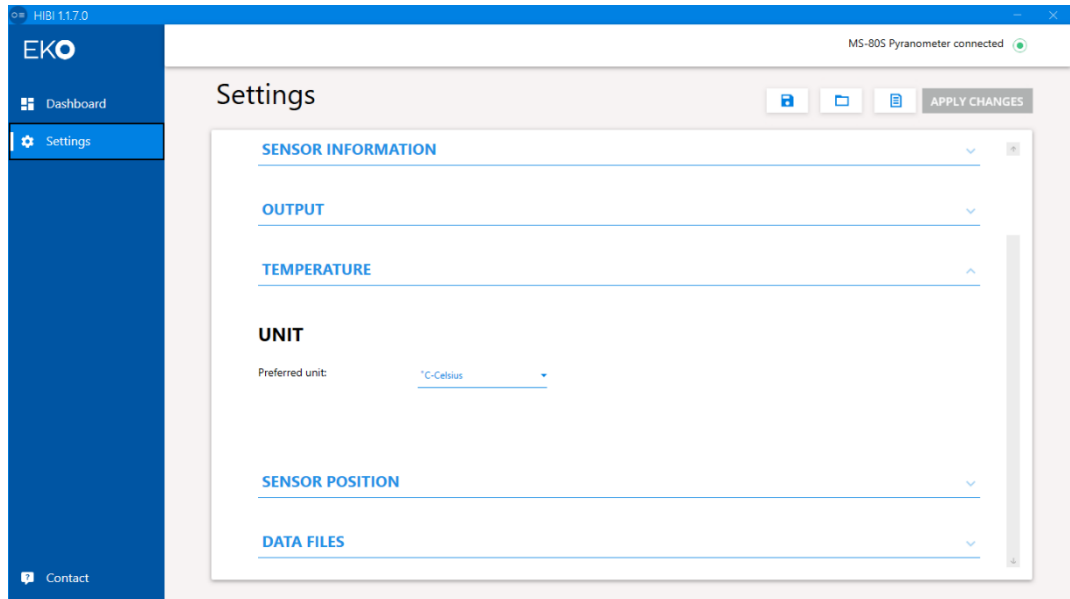 HIBI 1.1.7.0
EKO
MS-80S Pyranometer connected
Dashboard
Settings
Settings
APPLY CHANGES
SENSOR INFORMATION
OUTPUT
TEMPERATURE
UNIT
Preferred unit:
°C-Celsius
SENSOR POSITION
DATA FILES
Contact